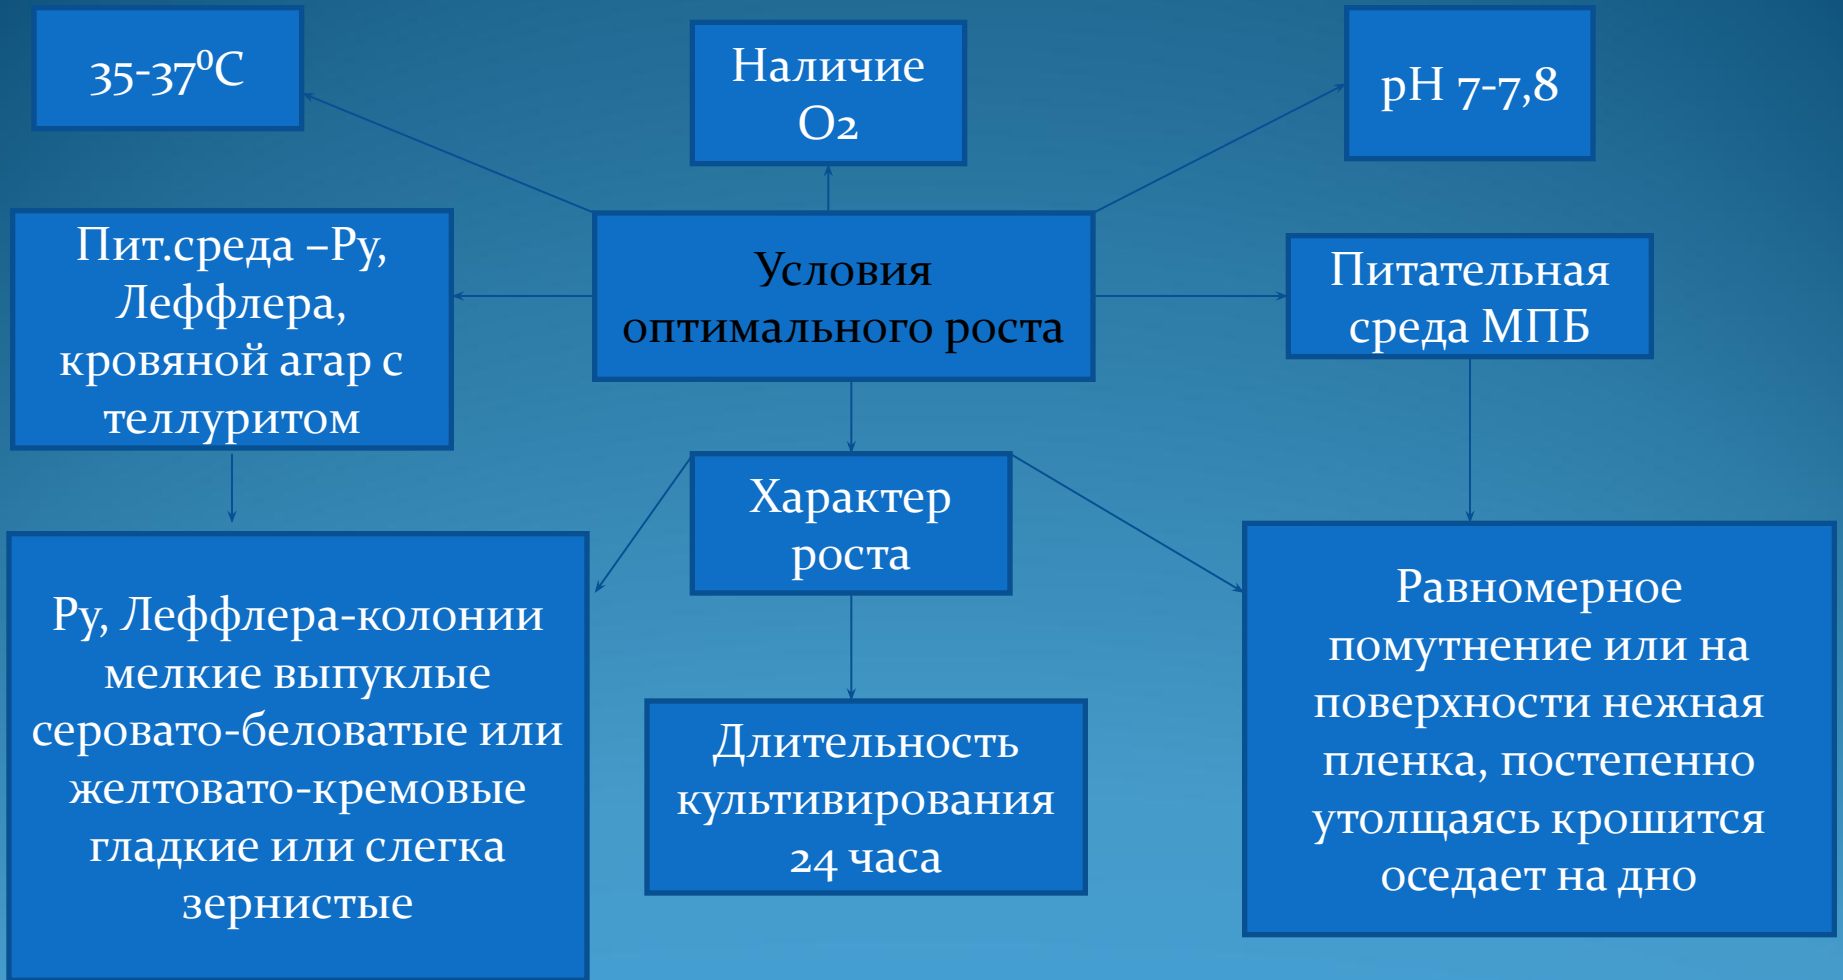 35-37⁰С
Наличие
О2
рН 7-7,8
Пит.среда –Ру,
Леффлера,
кровяной агар с
теллуритом
Условия
оптимального роста
Питательная
среда МПБ
Характер
роста
Ру, Леффлера-колонии
мелкие выпуклые
серовато-беловатые или
желтовато-кремовые
гладкие или слегка
зернистые
Длительность
культивирования
24 часа
Равномерное
помутнение или на
поверхности нежная
пленка, постепенно
утолщаясь крошится
оседает на дно